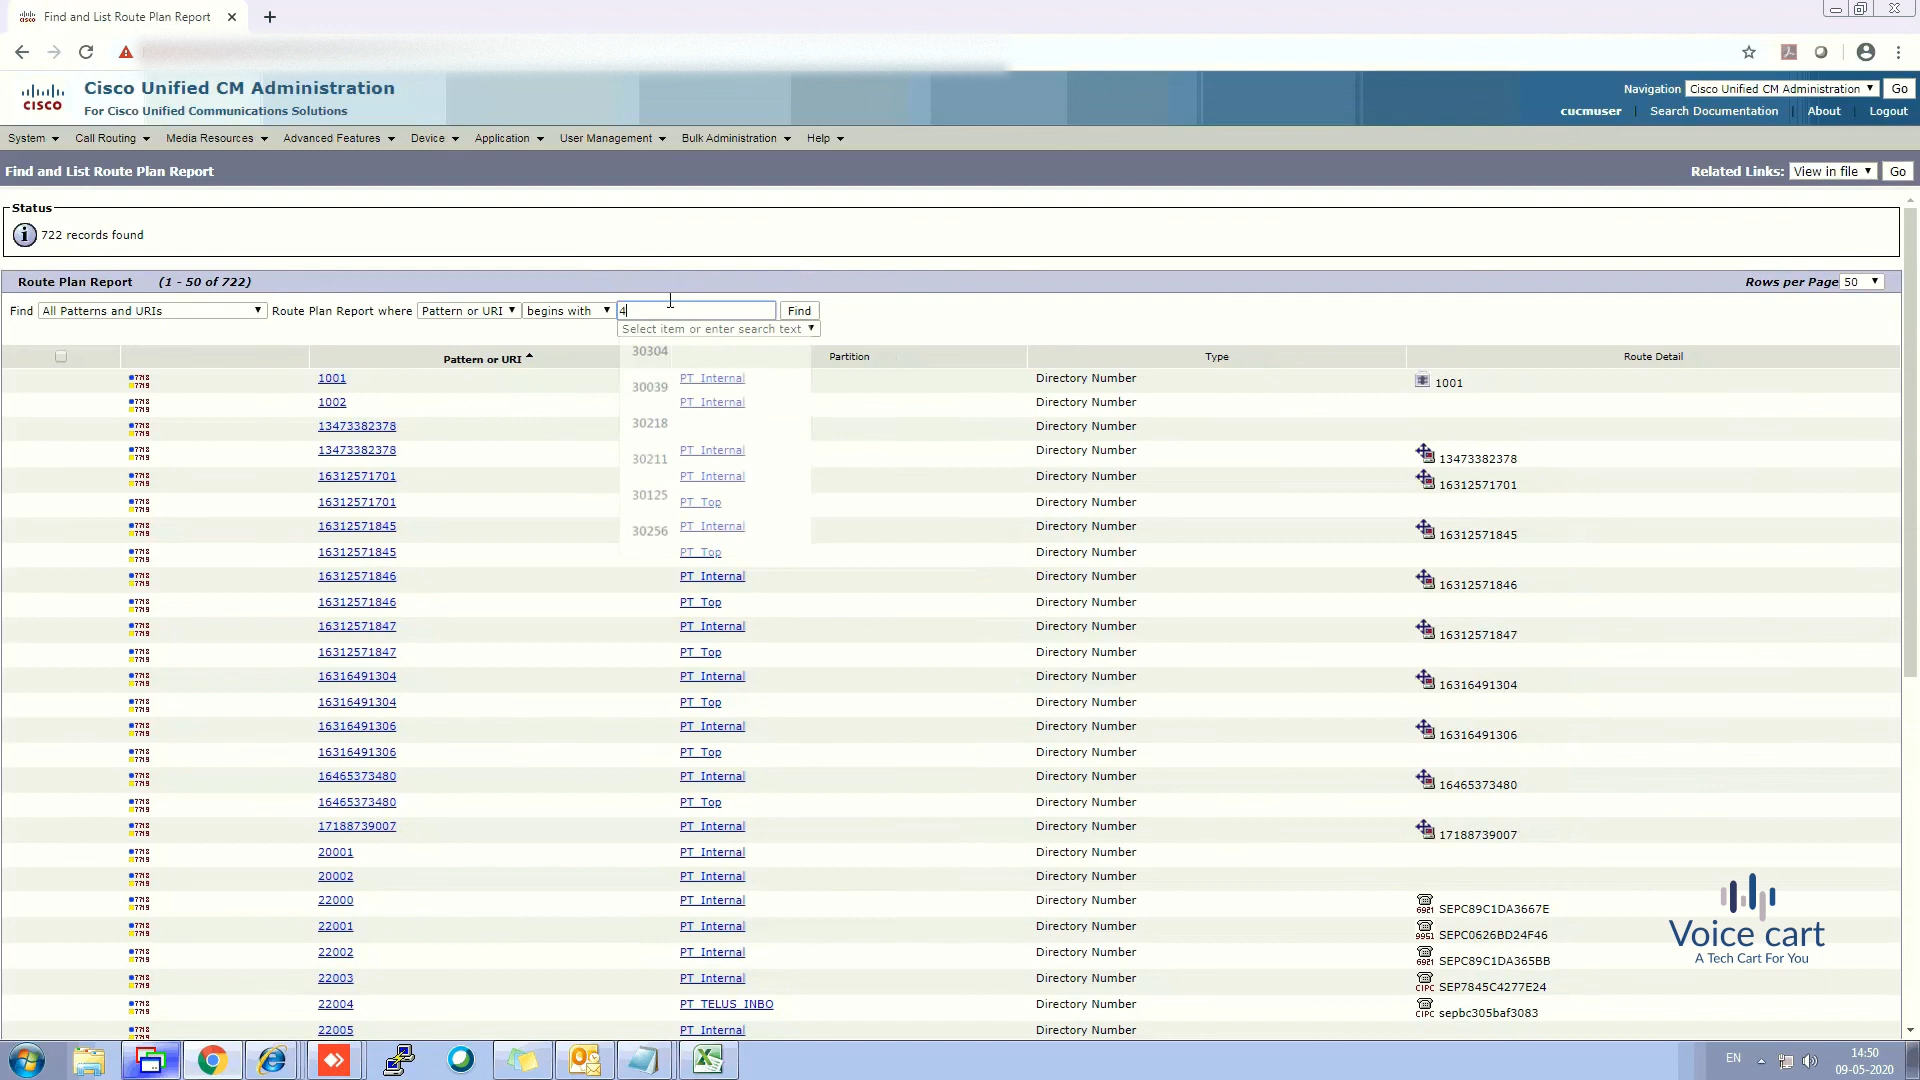 Find and List Route Plan Report
CISCO
Cisco Unified CM Administration
For Cisco Unified Communications Solutions
Navigation Cisco Unified CM Administration Go
cucmuser Search Documentation About Logout
System Call Routing Media Resources Advanced Features Device Application User Management Bulk Administration Help
Find and List Route Plan Report
Related Links: View in file Go
Status
722 records found
Route Plan Report (1 - 50 of 722)
Rows per Page 50
Find All Patterns and URIs Route Plan Report where Pattern or URI begins with 4 Find
Select item or enter search text
Pattern or URI Partition Type Route Detail
30304
30039
30218
30211
30125
30256
1001 PT_Internal Directory Number 1001
1002 PT_Internal Directory Number
13473382378 Directory Number
13473382378 PT_Internal Directory Number 13473382378
16312571701 PT_Internal Directory Number 16312571701
16312571701 PT_Top Directory Number
16312571845 PT_Internal Directory Number 16312571845
16312571845 PT_Top Directory Number
16312571846 PT_Internal Directory Number 16312571846
16312571846 PT_Top Directory Number
16312571847 PT_Internal Directory Number 16312571847
16312571847 PT_Top Directory Number
16316491304 PT_Internal Directory Number 16316491304
16316491304 PT_Top Directory Number
16316491306 PT_Internal Directory Number 16316491306
16316491306 PT_Top Directory Number
16465373480 PT_Internal Directory Number 16465373480
16465373480 PT_Top Directory Number
17188739007 PT_Internal Directory Number 17188739007
20001 PT_Internal Directory Number
20002 PT_Internal Directory Number
22000 PT_Internal Directory Number 6921 SEPC89C1DA3667E
22001 PT_Internal Directory Number 9951 SEPC0626BD24F46
22002 PT_Internal Directory Number 6921 SEPC89C1DA365BB
22003 PT_Internal Directory Number CIPC SEP7845C4277E24
22004 PT_TELUS_INBO Directory Number CIPC sepbc305baf3083
22005 PT_Internal Directory Number
Voice cart
A Tech Cart For You
EN
14:50
09-05-2020